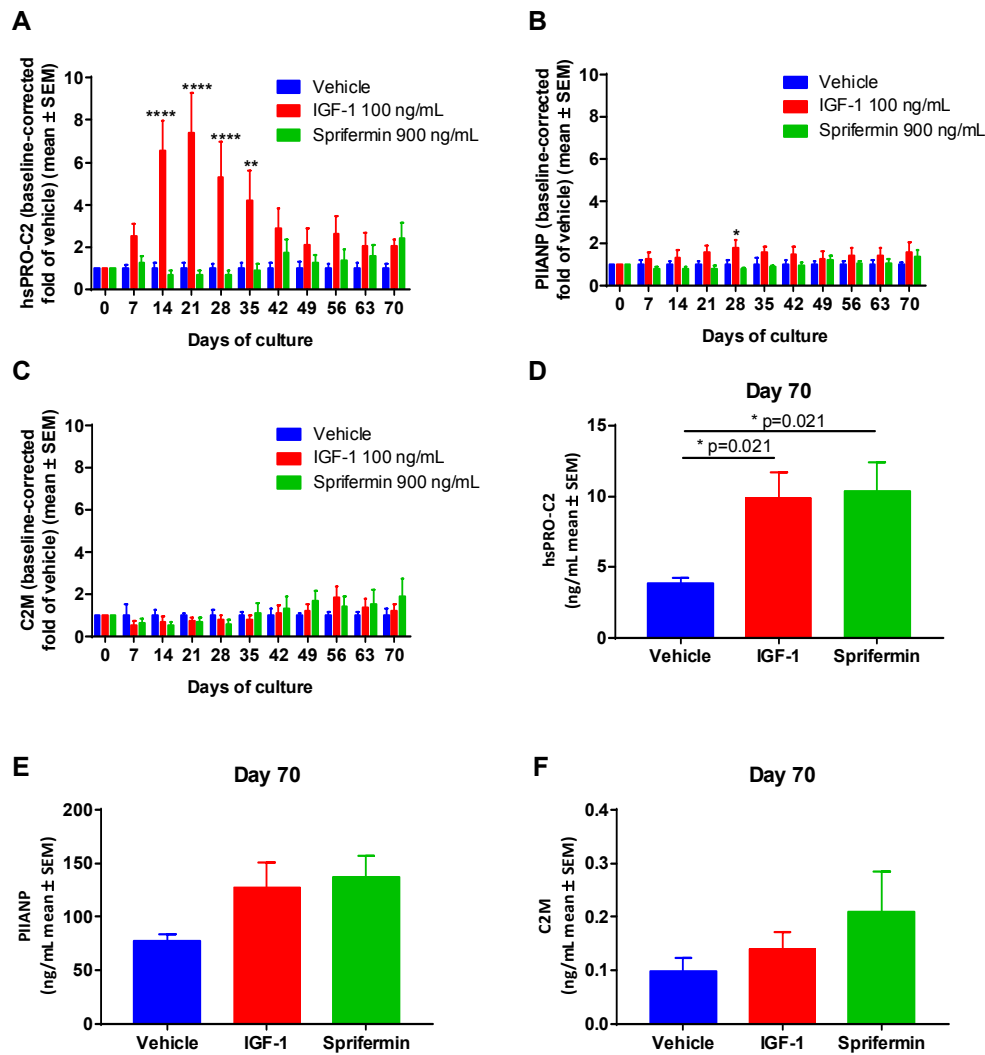 A
hsPRO-C2 (baseline-corrected
fold of vehicle) (mean ± SEM)
10
8
6
4
2
0
**** **** **** **
Vehicle
IGF-1 100 ng/mL
Sprifermin 900 ng/mL
0 7 14 21 28 35 42 49 56 63 70
Days of culture
B
PIIANP (baseline-corrected
fold of vehicle) (mean ± SEM)
10
8
6
4
2
0
*
Vehicle
IGF-1 100 ng/mL
Sprifermin 900 ng/mL
0 7 14 21 28 35 42 49 56 63 70
Days of culture
C
C2M (baseline-corrected
fold of vehicle) (mean ± SEM)
10
8
6
4
2
0
Vehicle
IGF-1 100 ng/mL
Sprifermin 900 ng/mL
0 7 14 21 28 35 42 49 56 63 70
Days of culture
D
Day 70
hsPRO-C2
(ng/mL mean ± SEM)
15
10
5
0
* p=0.021
* p=0.021
Vehicle IGF-1 Sprifermin
E
Day 70
PIIANP
(ng/mL mean ± SEM)
200
150
100
50
0
Vehicle IGF-1 Sprifermin
F
Day 70
C2M
(ng/mL mean ± SEM)
0.4
0.3
0.2
0.1
0.0
Vehicle IGF-1 Sprifermin